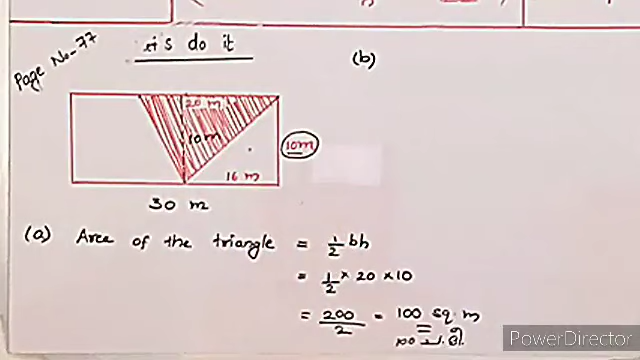 Page No-77
s do it
(b)
20 m
10m
10m
16 m
30 m
(a) Area of the triangle = 1/2 bh
= 1/2 × 20 × 10
= 200/2 = 100 sq. m
PowerDirector